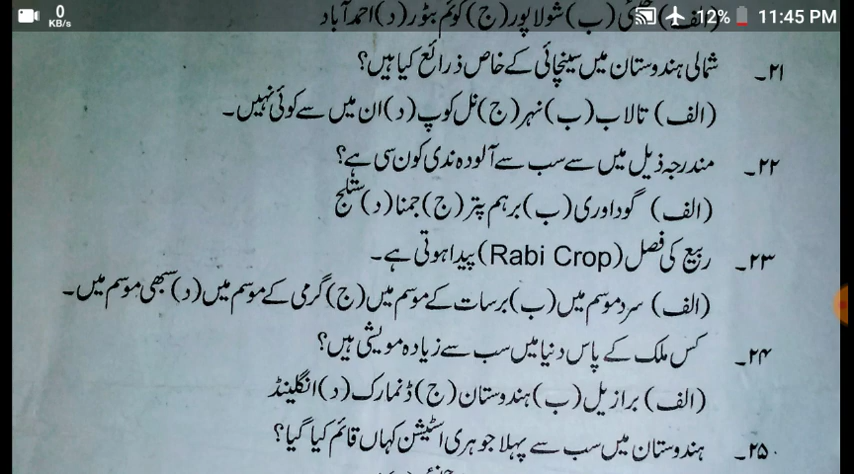 0 KB/s 12% 11:45 PM
(ب) شولاپور (ج) کوئم بٹور (د) احمدآباد
۲۱۔ شمالی ہندوستان میں سینچائی کے خاص ذرائع کیا ہیں؟
(الف) تالاب (ب) نہر (ج) نل کوپ (د) ان میں سے کوئی نہیں۔
۲۲۔ مندرجہ ذیل میں سے سب سے آلودہ ندی کون سی ہے؟
(الف) گوداوری (ب) برہم پتر (ج) جمنا (د) ستلج
۲۳۔ ربیع کی فصل (Rabi Crop) پیدا ہوتی ہے۔
(الف) سرد موسم میں (ب) برسات کے موسم میں (ج) گرمی کے موسم میں (د) سبھی موسم میں۔
۲۴۔ کس ملک کے پاس دنیا میں سب سے زیادہ مویشی ہیں؟
(الف) برازیل (ب) ہندوستان (ج) ڈنمارک (د) انگلینڈ
۲۵۔ ہندوستان میں سب سے پہلا جوہری اسٹیشن کہاں قائم کیا گیا؟